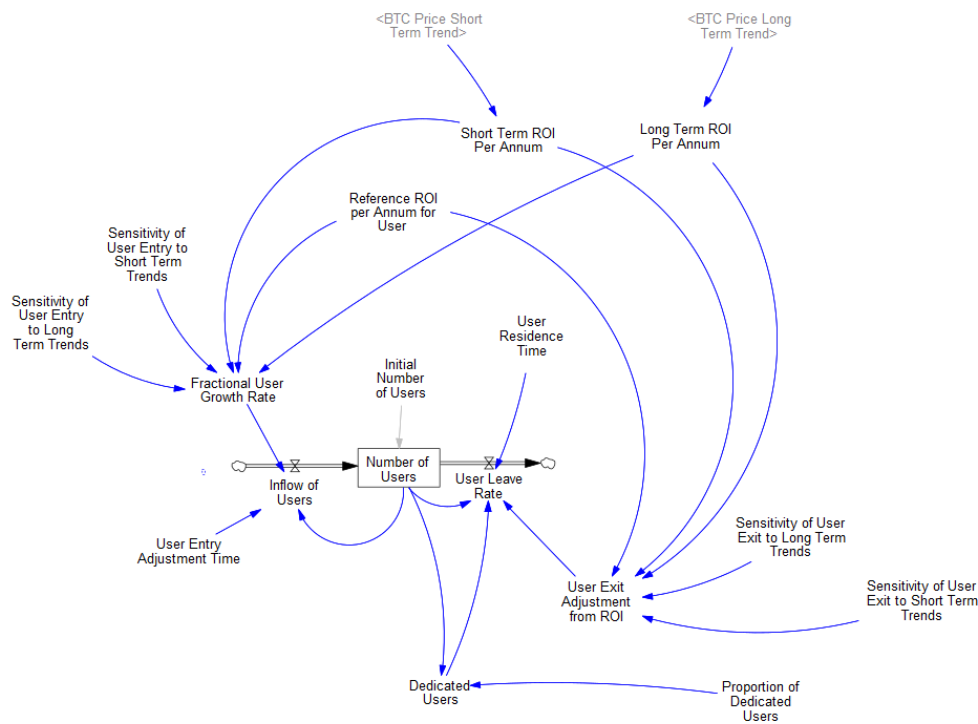 <BTC Price Short
Term Trend>
<BTC Price Long
Term Trend>
Short Term ROI
Per Annum
Long Term ROI
Per Annum
Reference ROI
per Annum for
User
Sensitivity of
User Entry to
Short Term
Trends
Sensitivity of
User Entry
to Long
Term Trends
User
Residence
Time
Initial
Number
of Users
Fractional User
Growth Rate
Number of
Users
Inflow of
Users
User Leave
Rate
User Entry
Adjustment Time
Sensitivity of User
Exit to Long Term
Trends
User Exit
Adjustment
from ROI
Sensitivity of User
Exit to Short Term
Trends
Dedicated
Users
Proportion of
Dedicated
Users